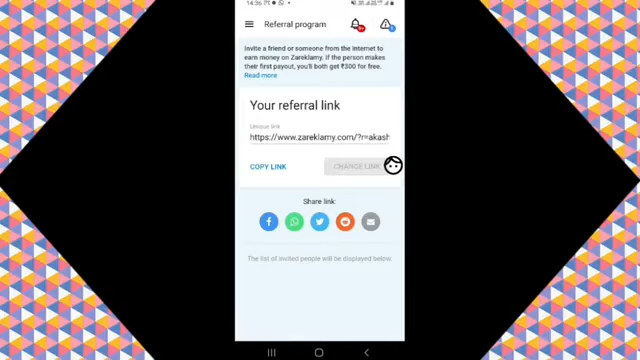 14:36
Referral program
9+
Invite a friend or someone from the internet to
earn money on Zareklamy. If the person makes
their first payout, you'll both get ₹300 for free.
Read more
Your referral link
Unique link
https://www.zareklamy.com/?r=akash
COPY LINK
CHANGE LINK
Share link:
The list of invited people will be displayed below.